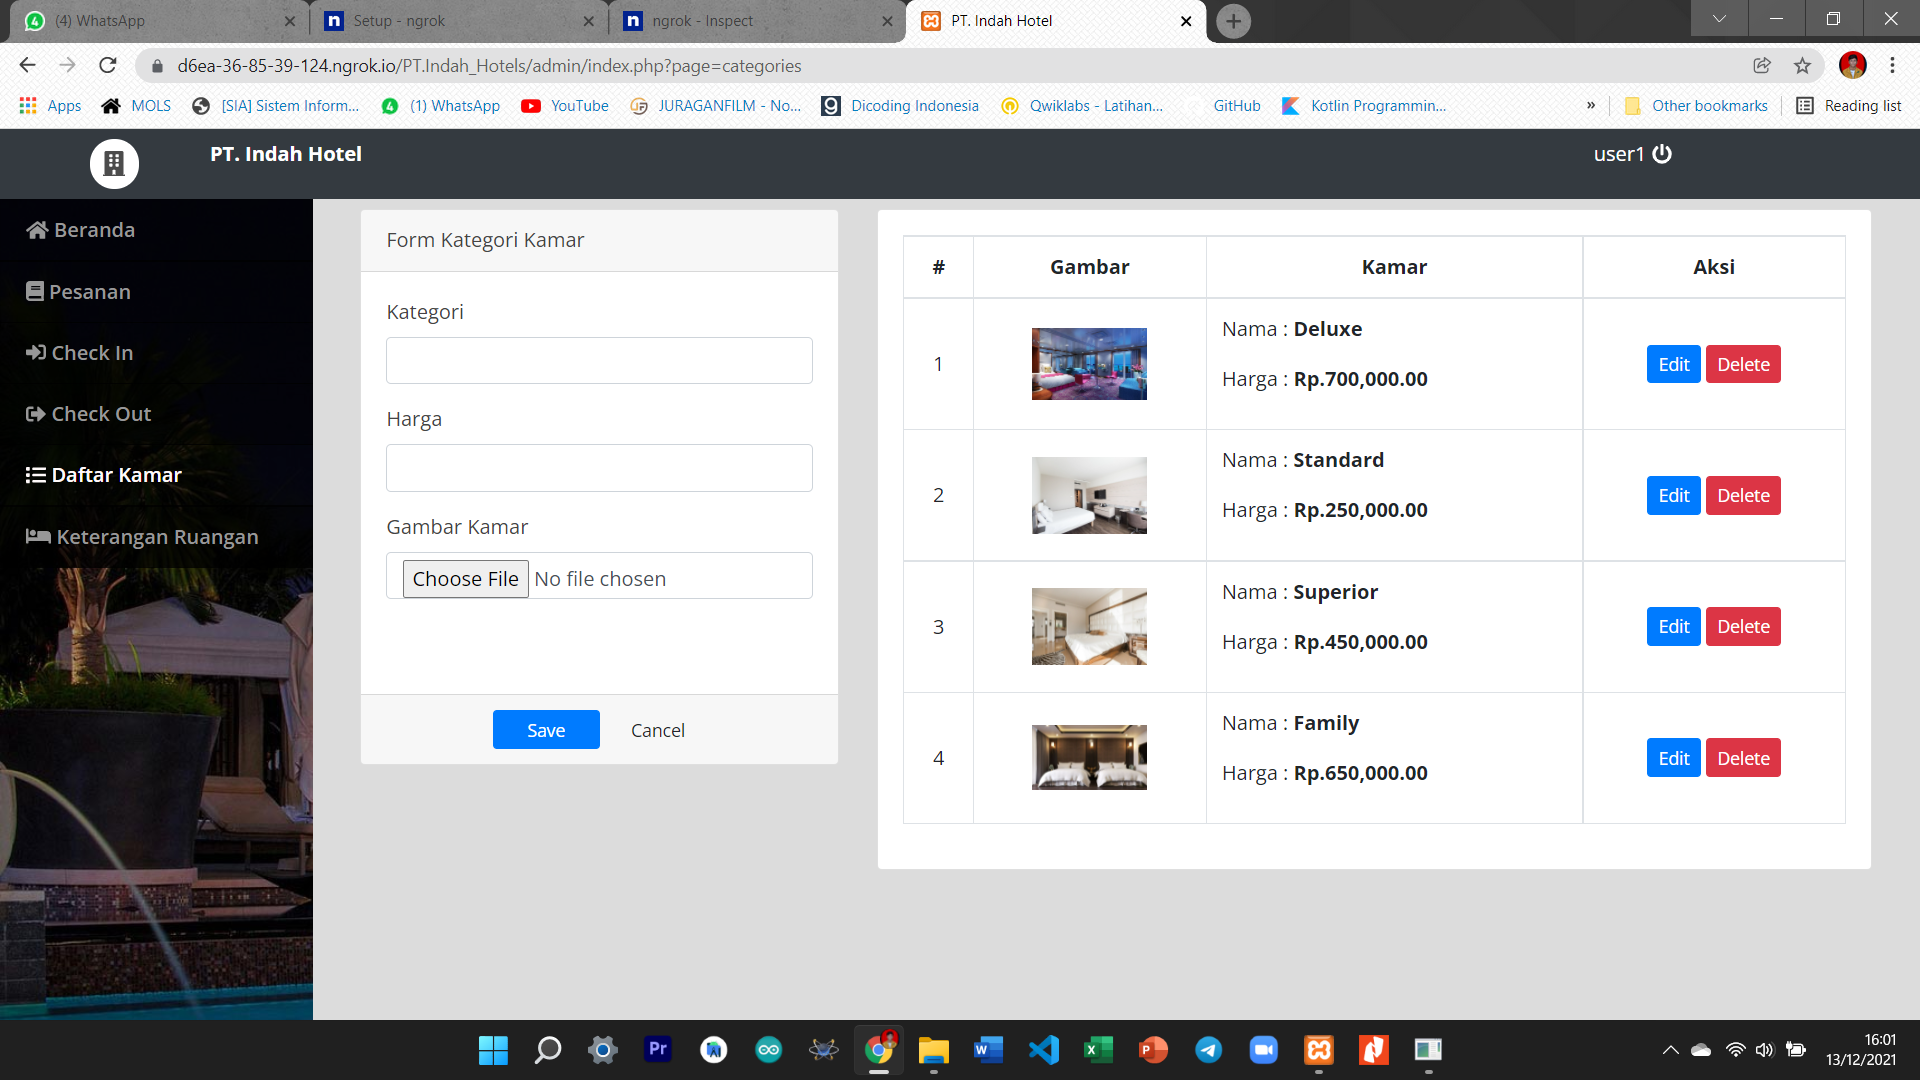 (4) WhatsApp
Setup - ngrok
ngrok - Inspect
PT. Indah Hotel
d6ea-36-85-39-124.ngrok.io/PT.Indah_Hotels/admin/index.php?page=categories
Apps
MOLS
[SIA] Sistem Inform...
(1) WhatsApp
YouTube
JURAGANFILM - No...
Dicoding Indonesia
Qwiklabs - Latihan...
GitHub
Kotlin Programmin...
»
Other bookmarks
Reading list
PT. Indah Hotel
user1
Beranda
Pesanan
Check In
Check Out
Daftar Kamar
Keterangan Ruangan
Form Kategori Kamar
Kategori
Harga
Gambar Kamar
Choose File No file chosen
Save
Cancel
# Gambar Kamar Aksi
1
Nama : Deluxe
Harga : Rp.700,000.00
Edit Delete
2
Nama : Standard
Harga : Rp.250,000.00
Edit Delete
3
Nama : Superior
Harga : Rp.450,000.00
Edit Delete
4
Nama : Family
Harga : Rp.650,000.00
Edit Delete
16:01
13/12/2021